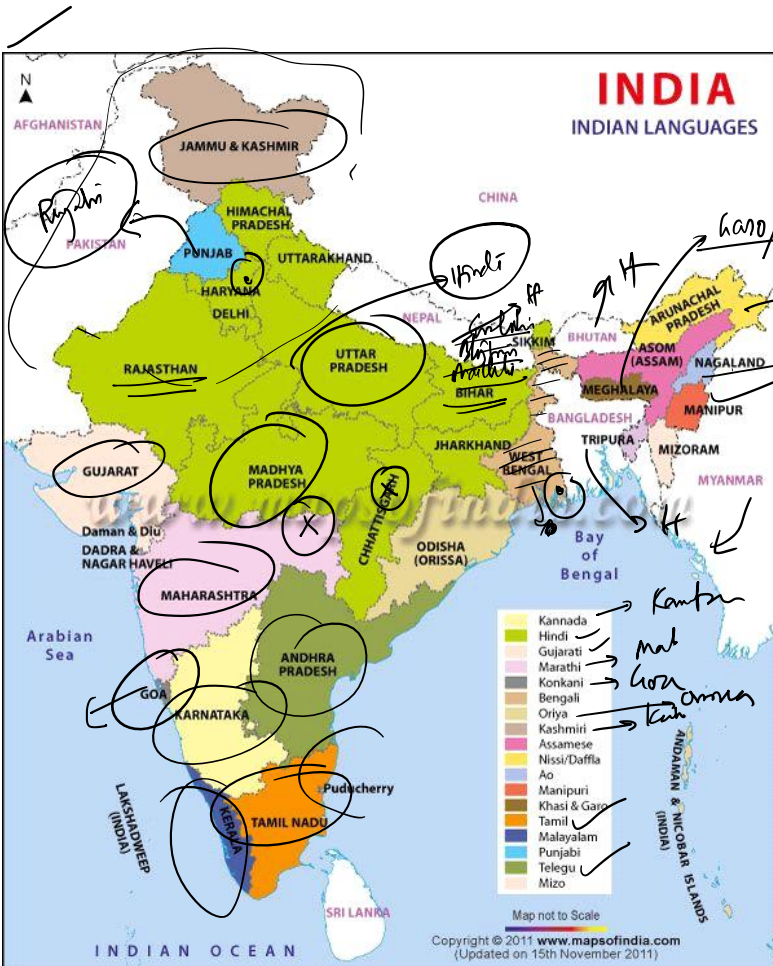 INDIA
INDIAN LANGUAGES
N
AFGHANISTAN
JAMMU & KASHMIR
CHINA
PAKISTAN
HIMACHAL
PRADESH
PUNJAB
UTTARAKHAND
HARYANA
DELHI
Hindi
Garo
H
NEPAL
SIKKIM
BHUTAN
ARUNACHAL
PRADESH
ASOM
(ASSAM)
NAGALAND
RAJASTHAN
UTTAR
PRADESH
BIHAR
MEGHALAYA
MANIPUR
BANGLADESH
TRIPURA
MIZORAM
JHARKHAND
WEST
BENGAL
MYANMAR
GUJARAT
MADHYA
PRADESH
CHHATTISGARH
www.mapsofindia.com
X
H
Daman & Diu
DADRA &
NAGAR HAVELI
ODISHA
(ORISSA)
Bay
of
Bengal
MAHARASHTRA
Arabian
Sea
ANDHRA
PRADESH
GOA
KARNATAKA
Puducherry
LAKSHADWEEP
(INDIA)
KERALA
TAMIL NADU
SRI LANKA
INDIAN OCEAN
ANDAMAN & NICOBAR ISLANDS
(INDIA)
Kannada
Hindi
Gujarati
Marathi
Konkani Goa
Bengali
Oriya Orissa
Kashmiri
Assamese
Nissi/Daffla
Ao
Manipuri
Khasi & Garo
Tamil
Malayalam
Punjabi
Telegu
Mizo
Map not to Scale
Copyright © 2011 www.mapsofindia.com
(Updated on 15th November 2011)